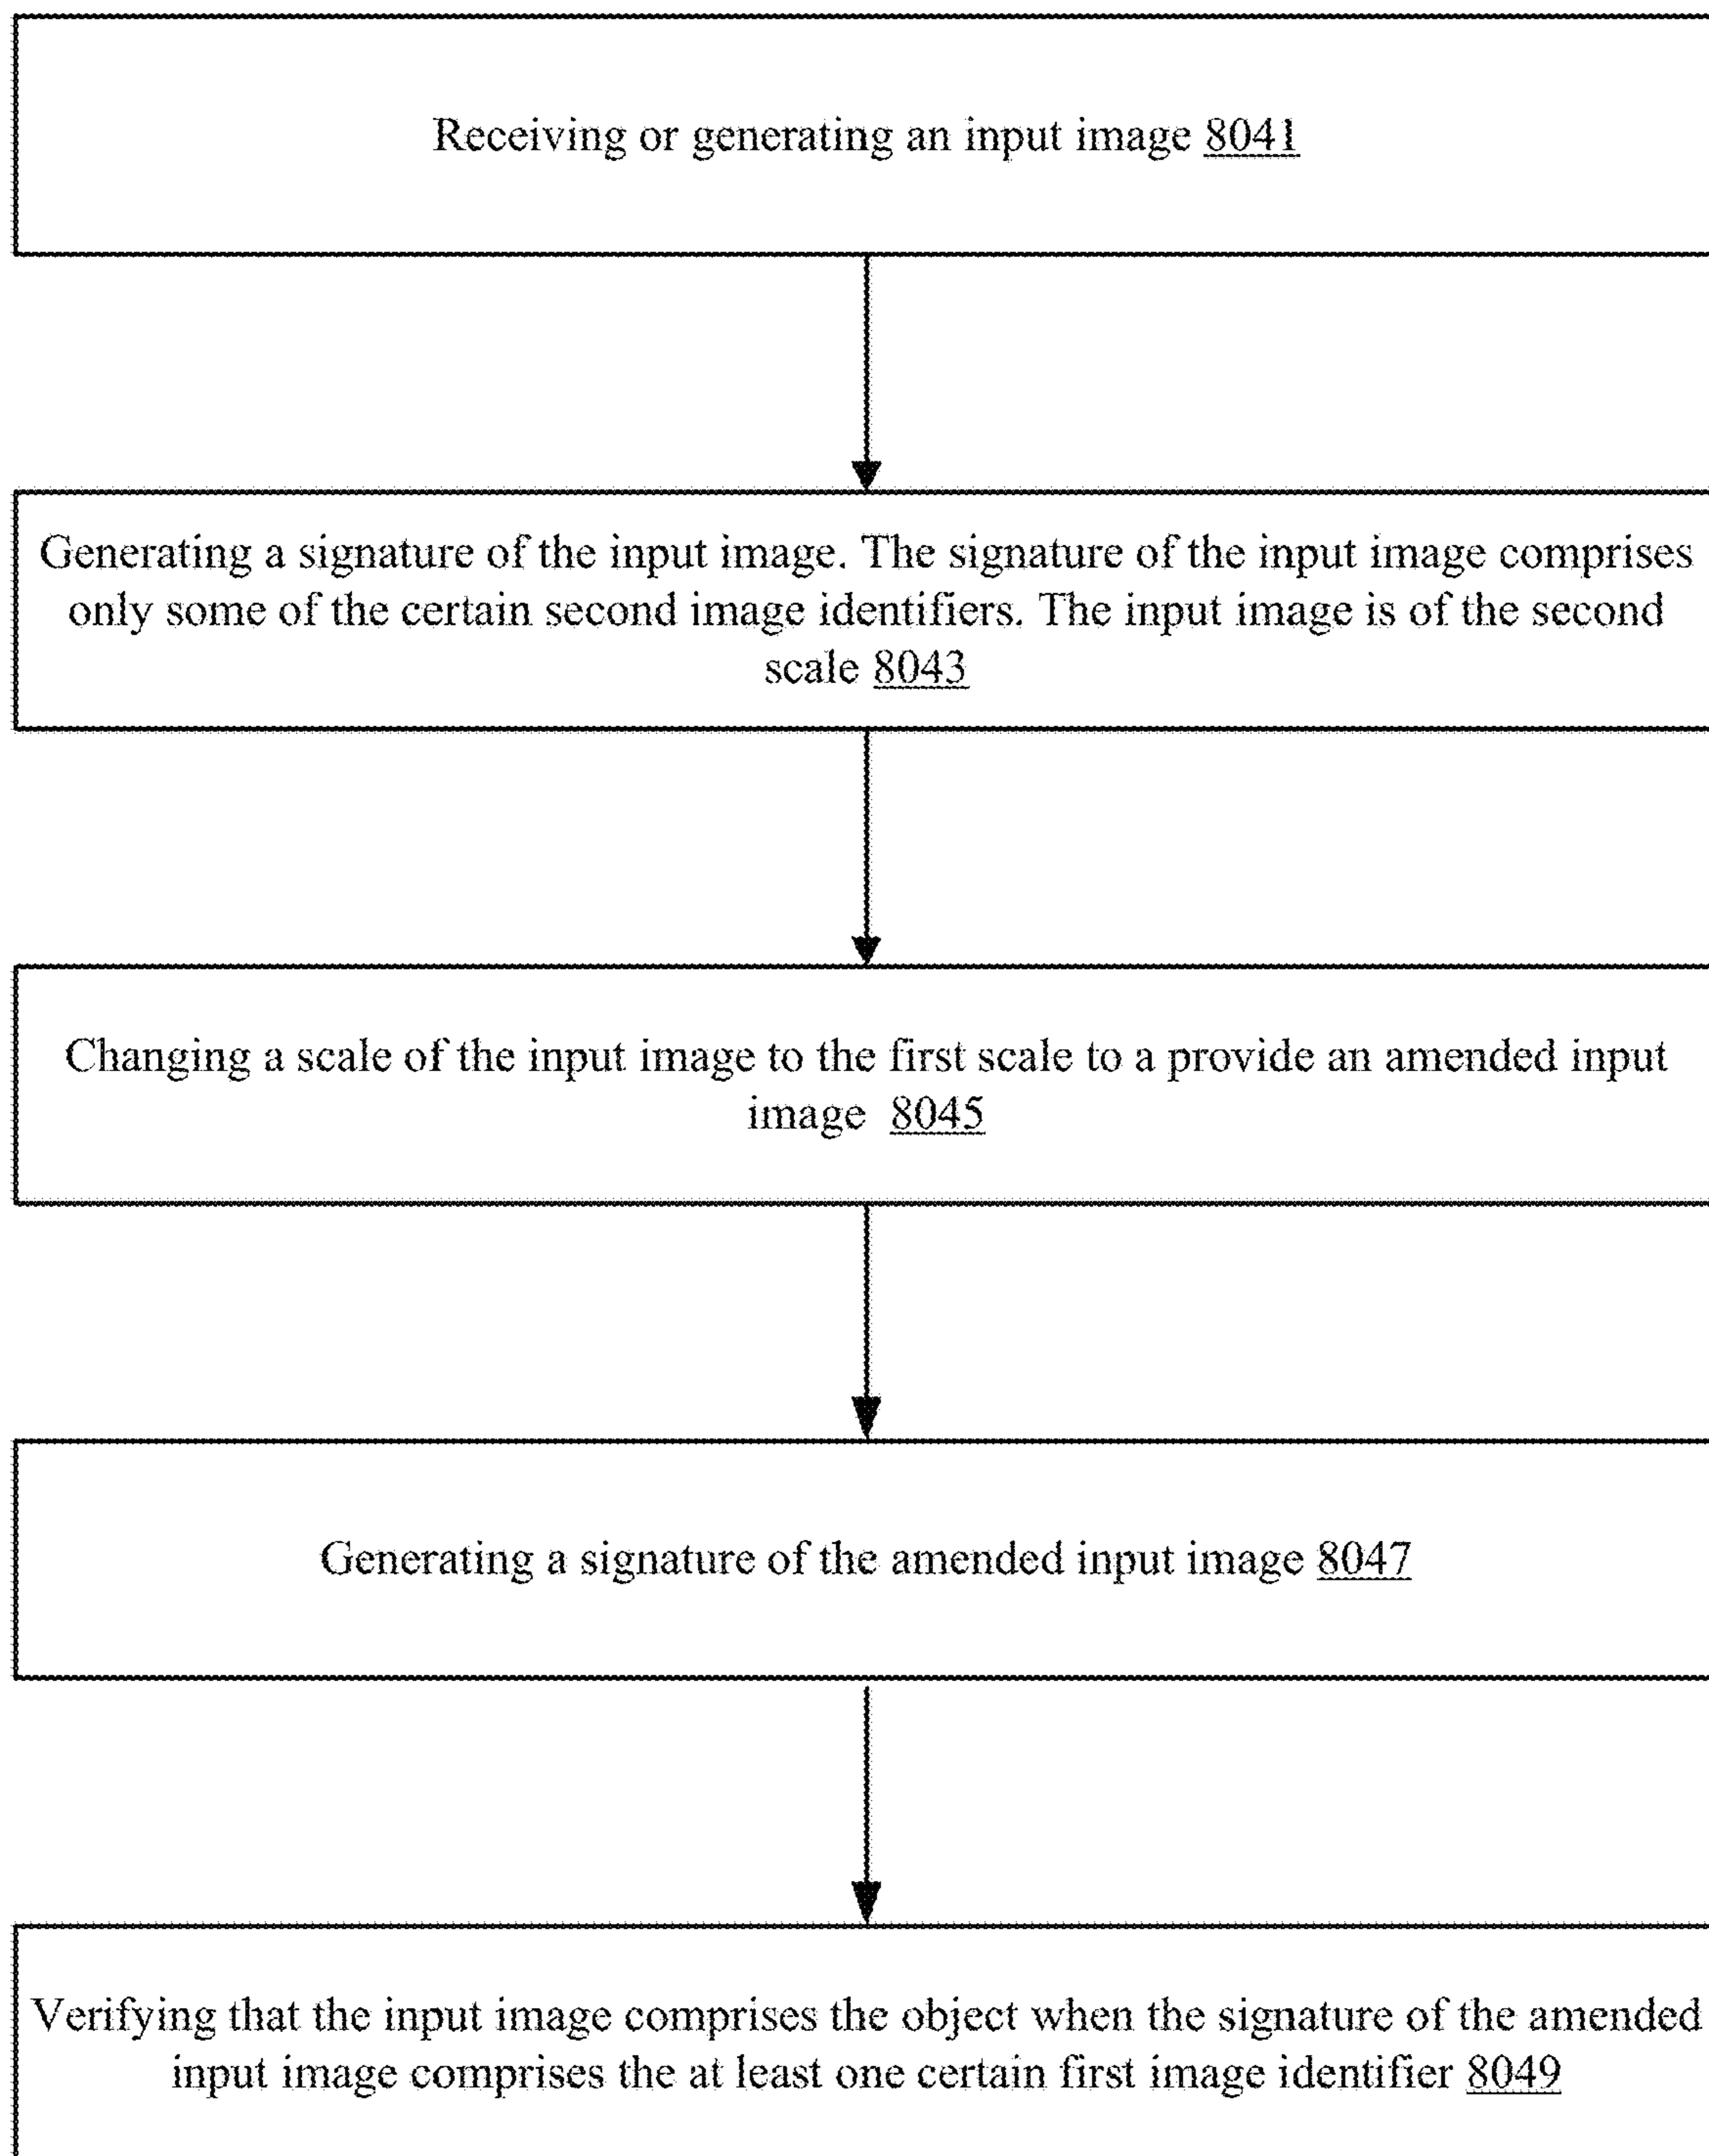 Receiving or generating an input image 8041
Generating a signature of the input image. The signature of the input image comprises
only some of the certain second image identifiers. The input image is of the second
scale 8043
Changing a scale of the input image to the first scale to a provide an amended input
image 8045
Generating a signature of the amended input image 8047
Verifying that the input image comprises the object when the signature of the amended
input image comprises the at least one certain first image identifier 8049